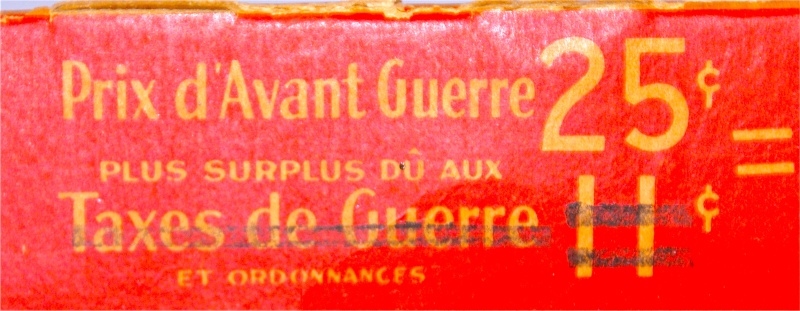 Prix d'Avant Guerre 25¢ =
PLUS SURPLUS DÛ AUX
Taxes de Guerre 11¢
ET ORDONNANCES